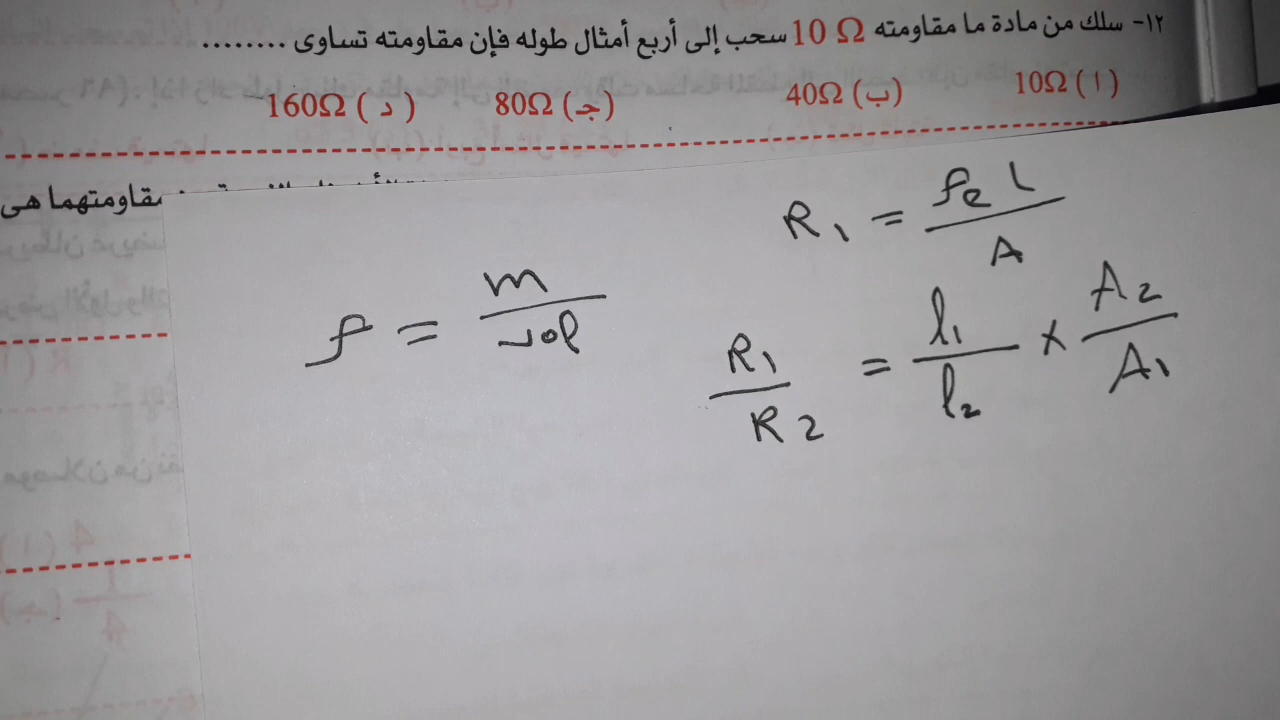 ١٢- سلك من مادة ما مقاومته 10 Ω سحب إلى أربع أمثال طوله فإن مقاومته تساوى ........
(ا) 10Ω (ب) 40Ω (جـ) 80Ω (د) 160Ω
مقاومتهما هى
R₁ = ρₑ L / A
ρ = m / vol
R₁ / R₂ = l₁ / l₂ × A₂ / A₁